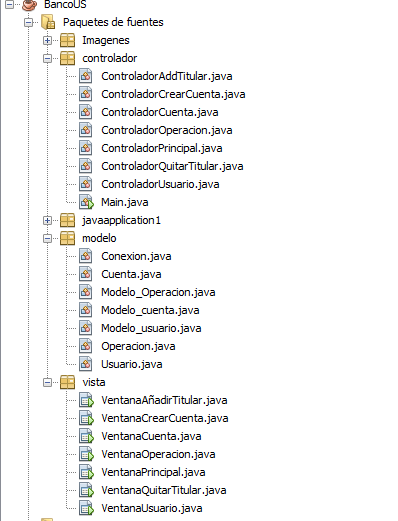 BancoUS
Paquetes de fuentes
Imagenes
controlador
ControladorAddTitular.java
ControladorCrearCuenta.java
ControladorCuenta.java
ControladorOperacion.java
ControladorPrincipal.java
ControladorQuitarTitular.java
ControladorUsuario.java
Main.java
javaapplication1
modelo
Conexion.java
Cuenta.java
Modelo_Operacion.java
Modelo_cuenta.java
Modelo_usuario.java
Operacion.java
Usuario.java
vista
VentanaAñadirTitular.java
VentanaCrearCuenta.java
VentanaCuenta.java
VentanaOperacion.java
VentanaPrincipal.java
VentanaQuitarTitular.java
VentanaUsuario.java